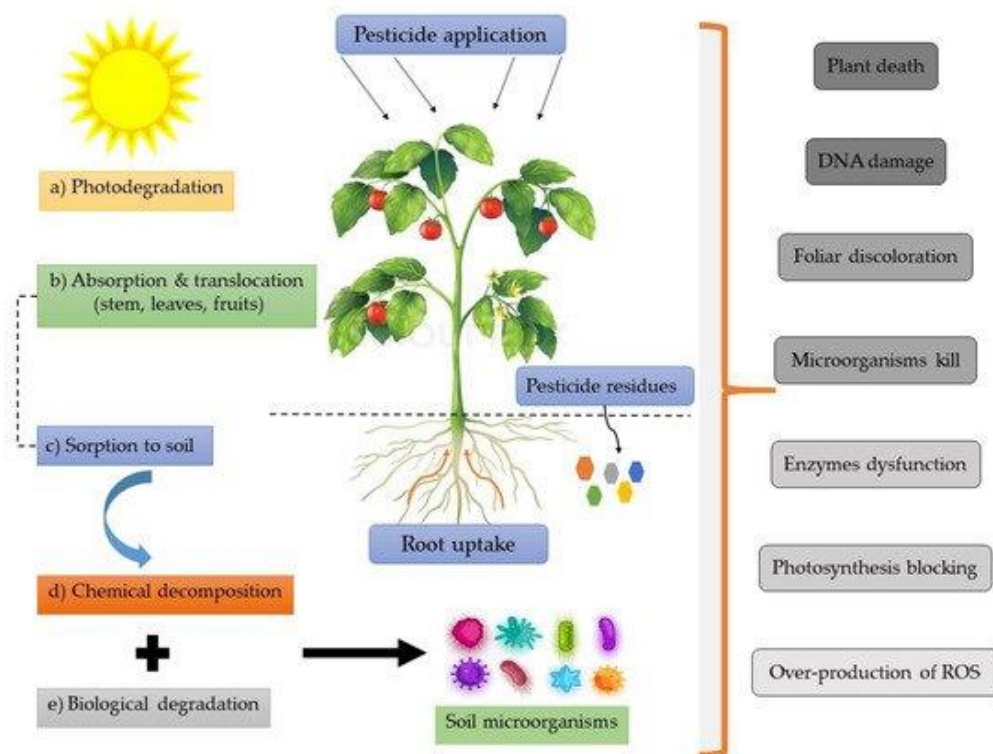 Pesticide application
a) Photodegradation
b) Absorption & translocation
(stem, leaves, fruits)
Pesticide residues
c) Sorption to soil
Root uptake
d) Chemical decomposition
e) Biological degradation
Soil microorganisms
Plant death
DNA damage
Foliar discoloration
Microorganisms kill
Enzymes dysfunction
Photosynthesis blocking
Over-production of ROS